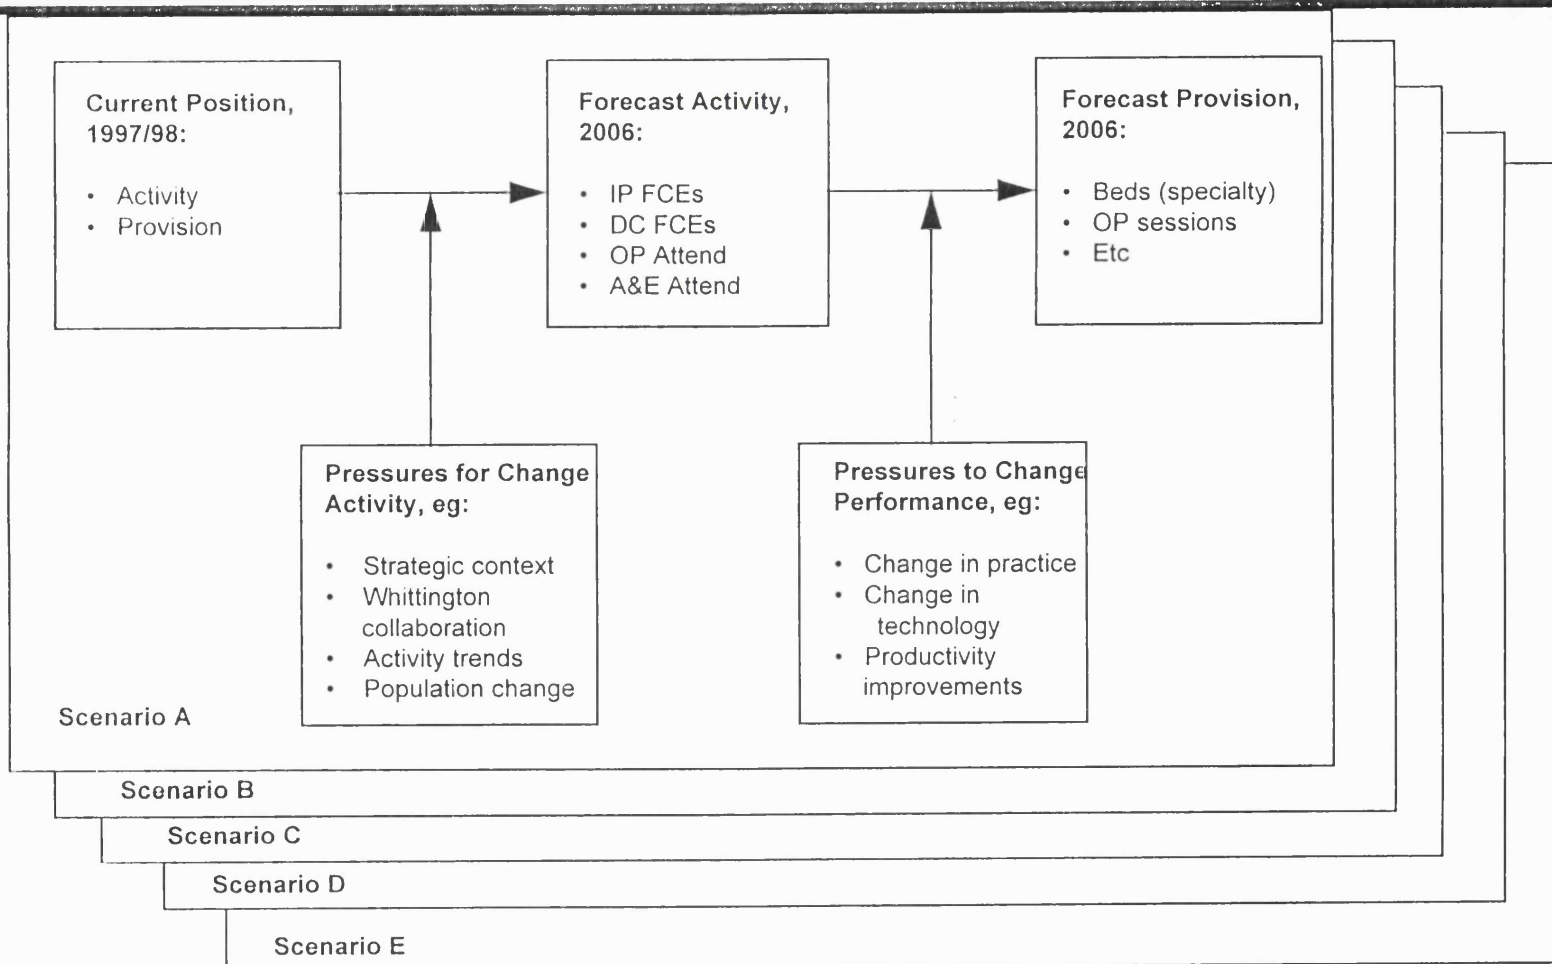 Current Position,
1997/98:
• Activity
• Provision
Forecast Activity,
2006:
• IP FCEs
• DC FCEs
• OP Attend
• A&E Attend
Forecast Provision,
2006:
• Beds (specialty)
• OP sessions
• Etc
Pressures for Change
Activity, eg:
• Strategic context
• Whittington
collaboration
• Activity trends
• Population change
Pressures to Change
Performance, eg:
• Change in practice
• Change in
technology
• Productivity
improvements
Scenario A
Scenario B
Scenario C
Scenario D
Scenario E